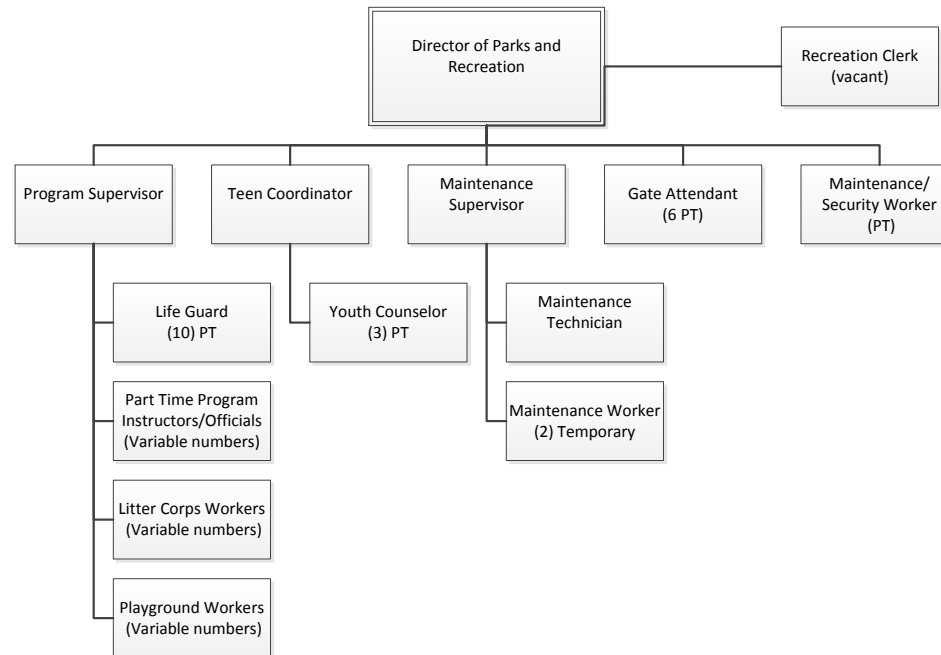 Director of Parks and
Recreation
Recreation Clerk
(vacant)
Program Supervisor
Teen Coordinator
Maintenance
Supervisor
Gate Attendant
(6 PT)
Maintenance/
Security Worker
(PT)
Life Guard
(10) PT
Youth Counselor
(3) PT
Maintenance
Technician
Part Time Program
Instructors/Officials
(Variable numbers)
Maintenance Worker
(2) Temporary
Litter Corps Workers
(Variable numbers)
Playground Workers
(Variable numbers)